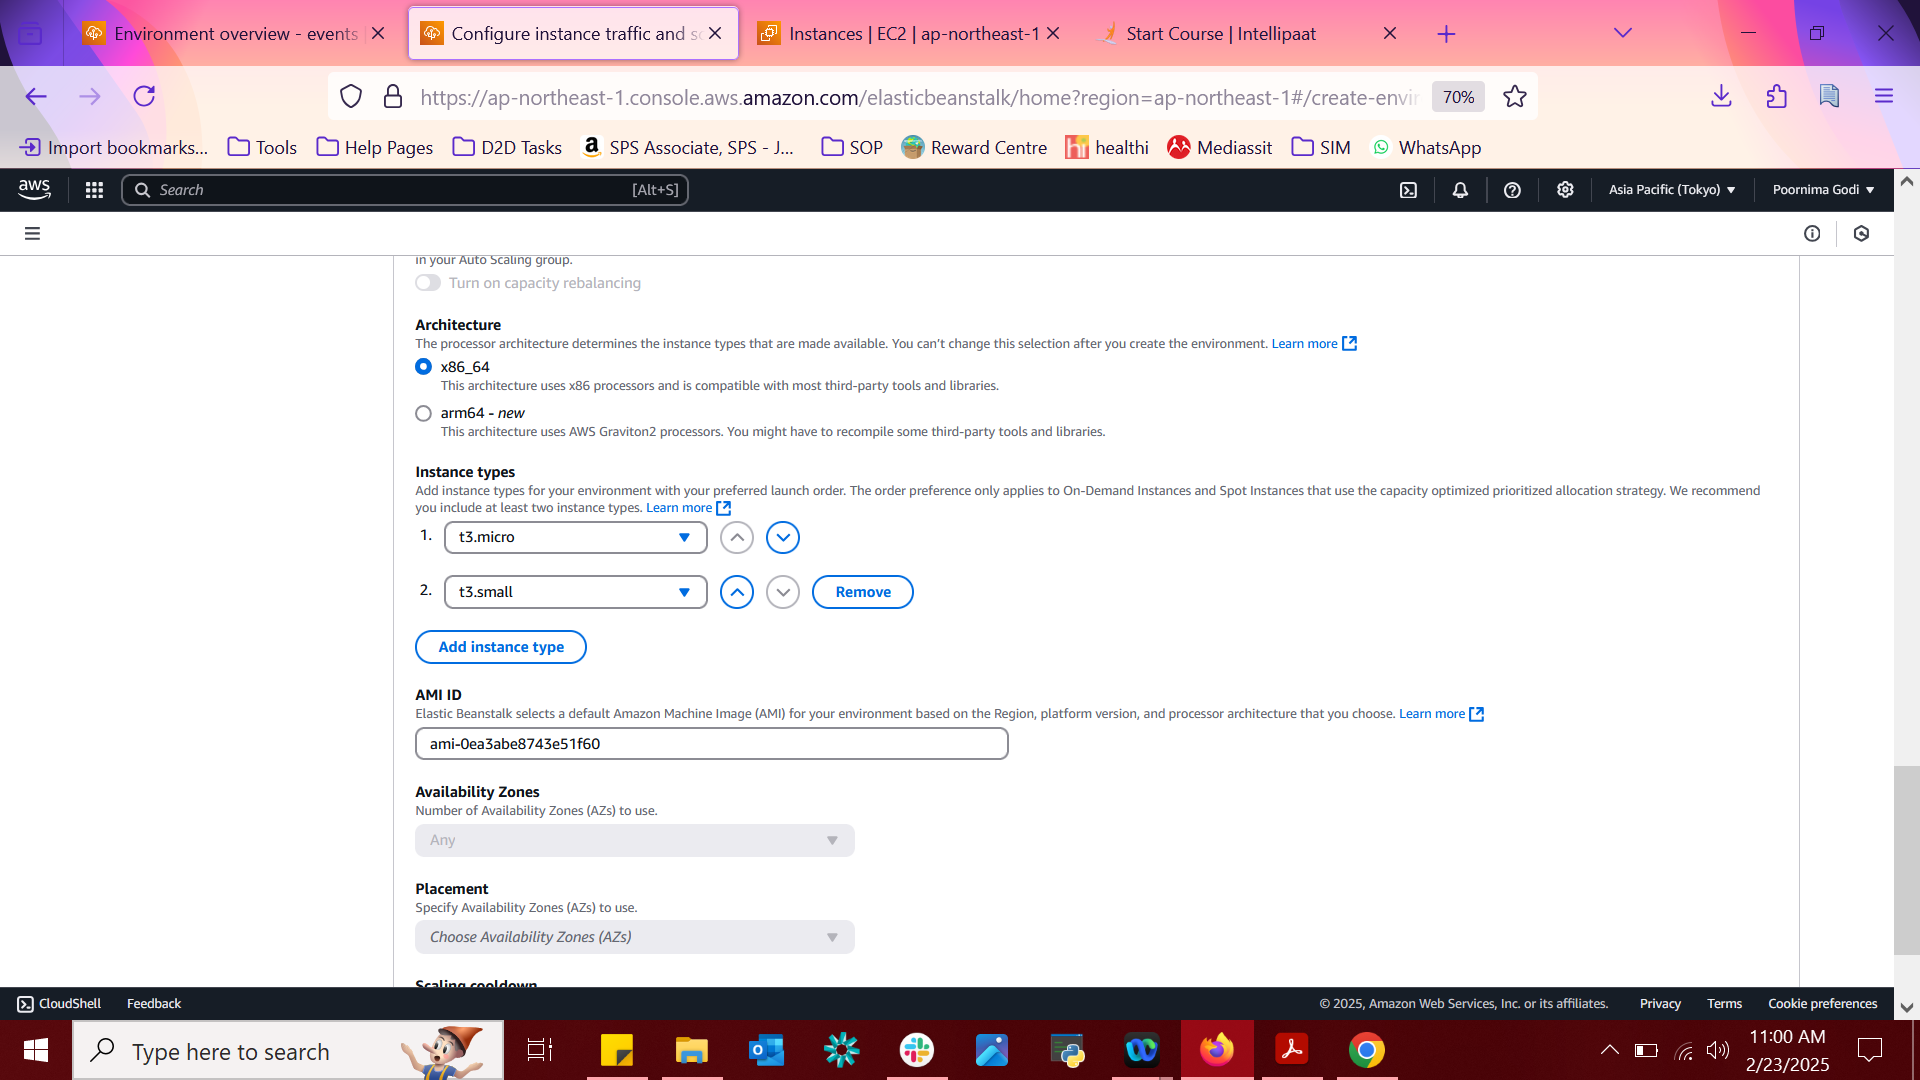 Environment overview - events
Configure instance traffic and sc
Instances | EC2 | ap-northeast-1
Start Course | Intellipaat
https://ap-northeast-1.console.aws.amazon.com/elasticbeanstalk/home?region=ap-northeast-1#/create-envir
70%
Import bookmarks...
Tools
Help Pages
D2D Tasks
SPS Associate, SPS - J...
SOP
Reward Centre
healthi
Mediassit
SIM
WhatsApp
aws
Search
[Alt+S]
Asia Pacific (Tokyo)
Poornima Godi
in your Auto Scaling group.
Turn on capacity rebalancing
Architecture
The processor architecture determines the instance types that are made available. You can't change this selection after you create the environment. Learn more
x86_64
This architecture uses x86 processors and is compatible with most third-party tools and libraries.
arm64 - new
This architecture uses AWS Graviton2 processors. You might have to recompile some third-party tools and libraries.
Instance types
Add instance types for your environment with your preferred launch order. The order preference only applies to On-Demand Instances and Spot Instances that use the capacity optimized prioritized allocation strategy. We recommend
you include at least two instance types. Learn more
1. t3.micro
2. t3.small
Remove
Add instance type
AMI ID
Elastic Beanstalk selects a default Amazon Machine Image (AMI) for your environment based on the Region, platform version, and processor architecture that you choose. Learn more
ami-0ea3abe8743e51f60
Availability Zones
Number of Availability Zones (AZs) to use.
Any
Placement
Specify Availability Zones (AZs) to use.
Choose Availability Zones (AZs)
Scaling cooldown
CloudShell
Feedback
© 2025, Amazon Web Services, Inc. or its affiliates.
Privacy
Terms
Cookie preferences
Type here to search
11:00 AM
2/23/2025